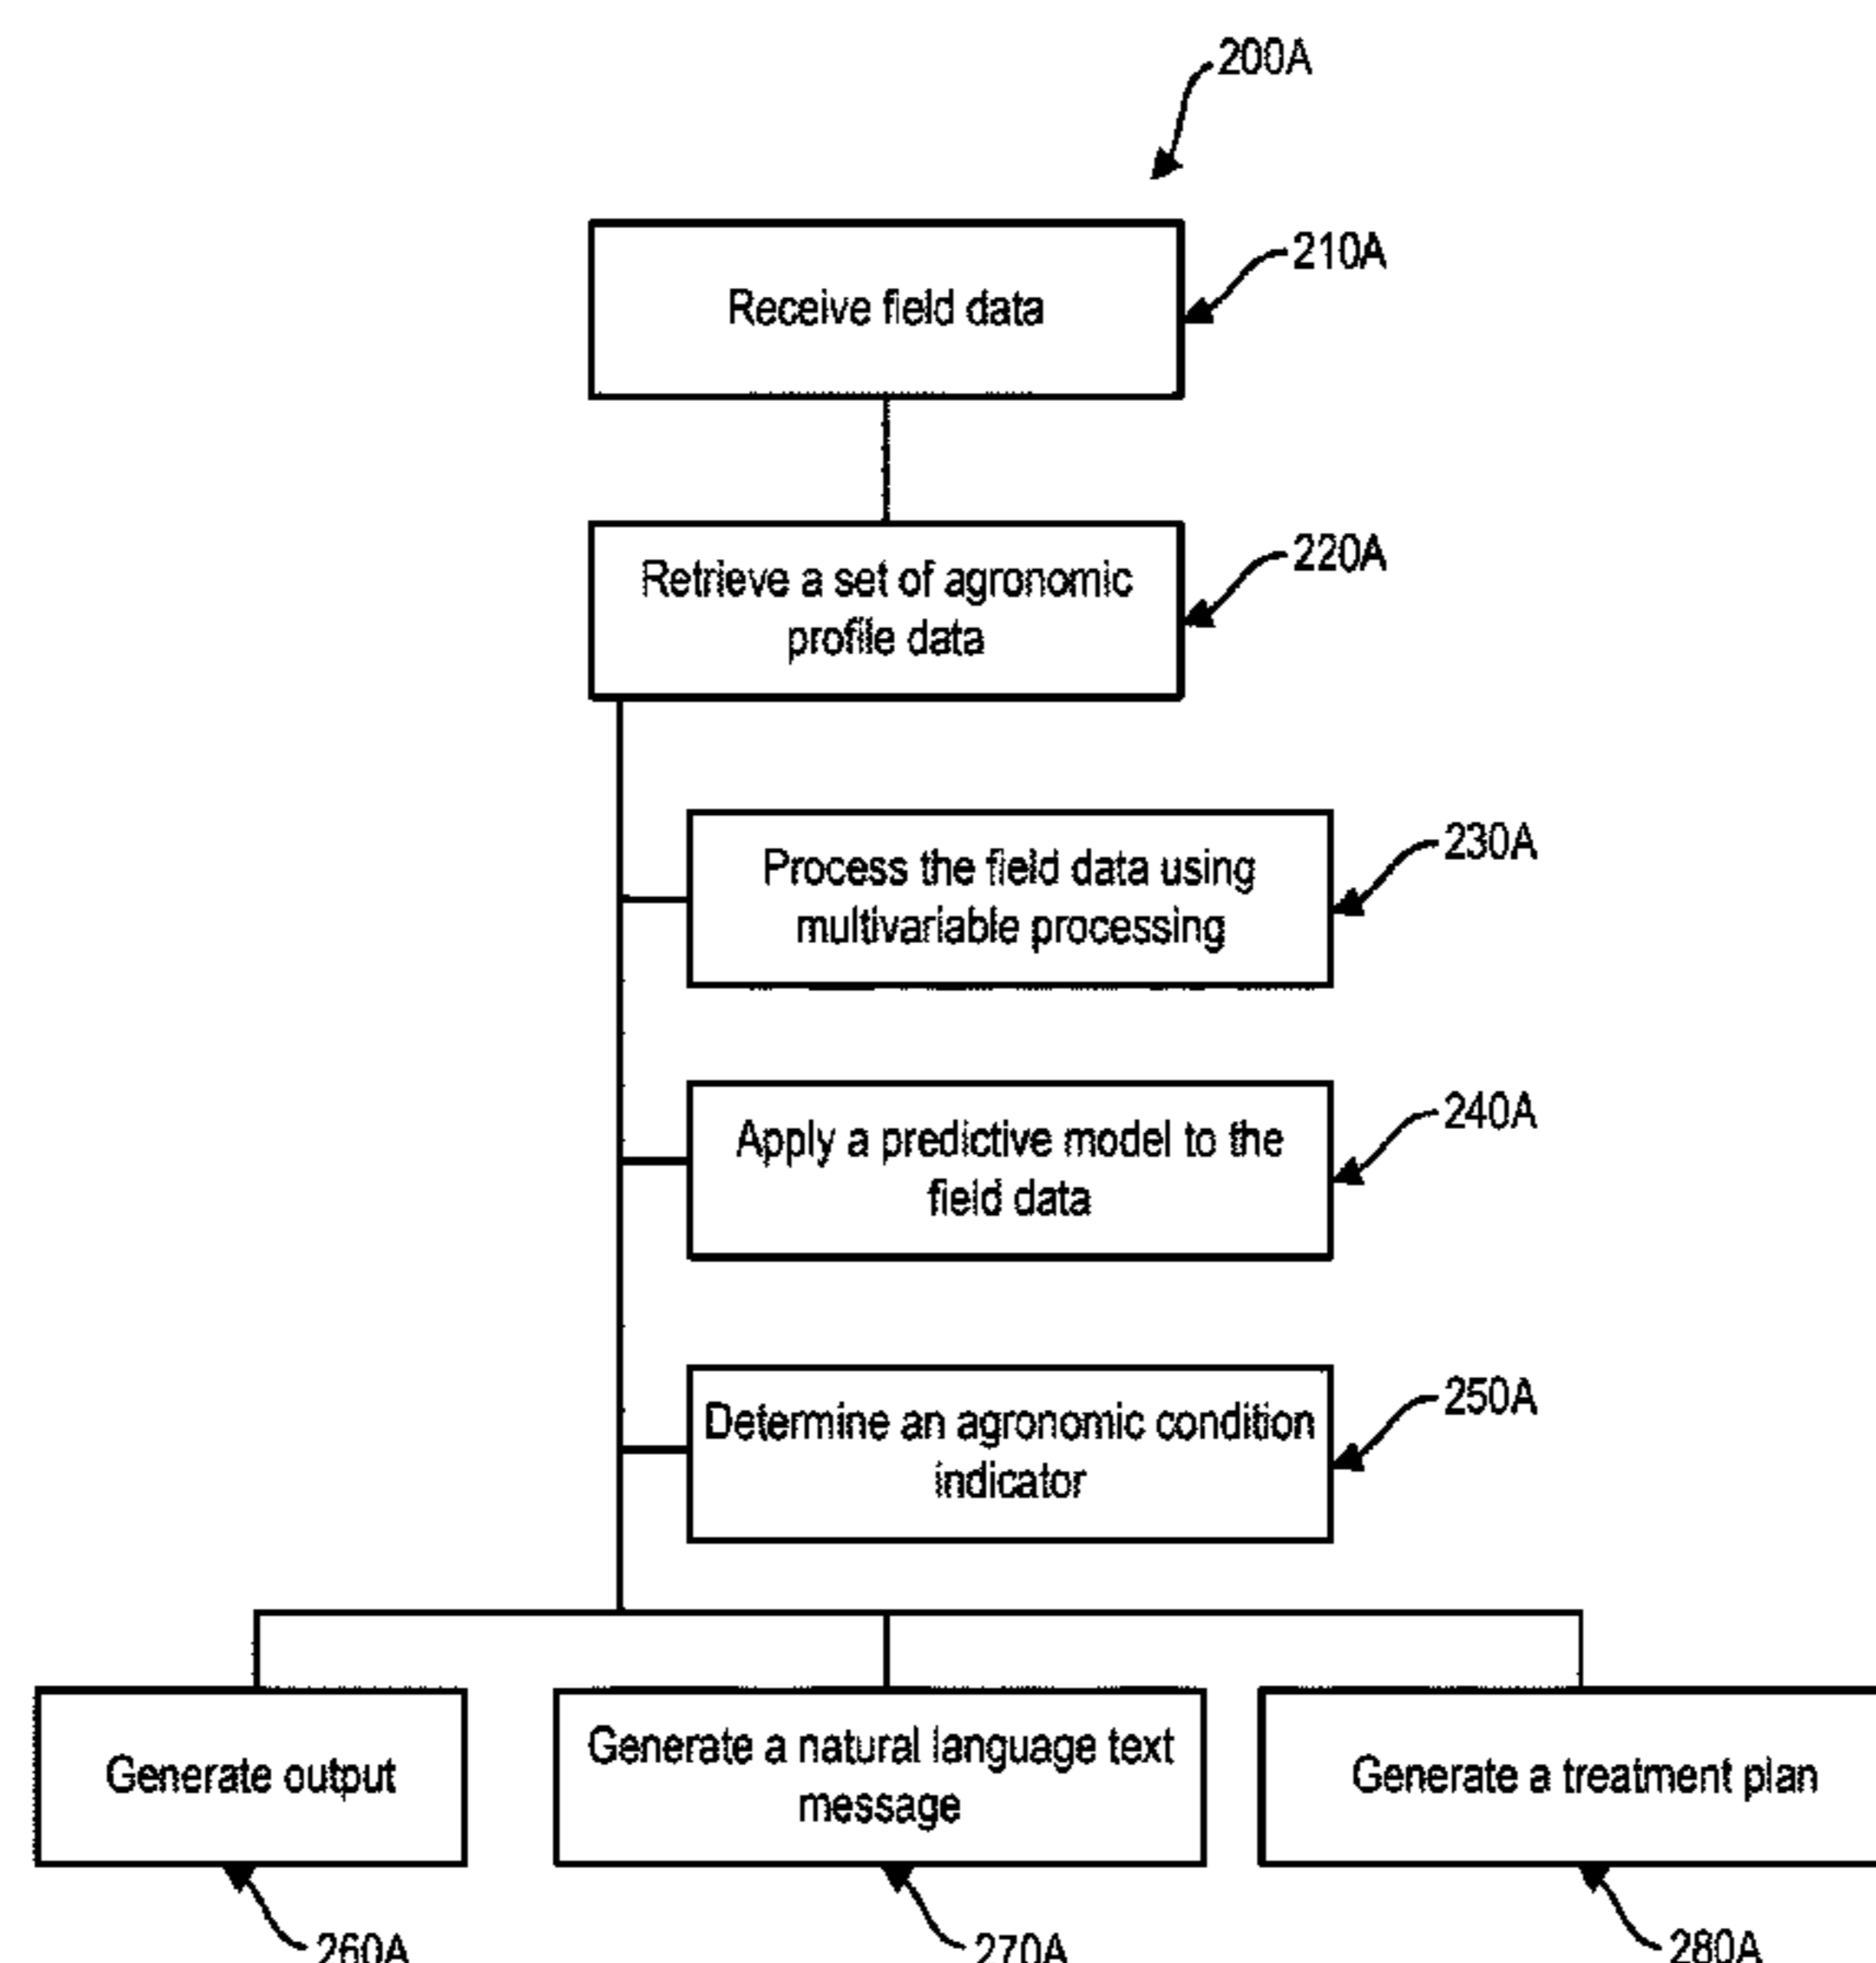 200A
Receive field data
210A
Retrieve a set of agronomic
profile data
220A
Process the field data using
multivariable processing
230A
Apply a predictive model to the
field data
240A
Determine an agronomic condition
indicator
250A
Generate output
Generate a natural language text
message
Generate a treatment plan
260A
270A
280A